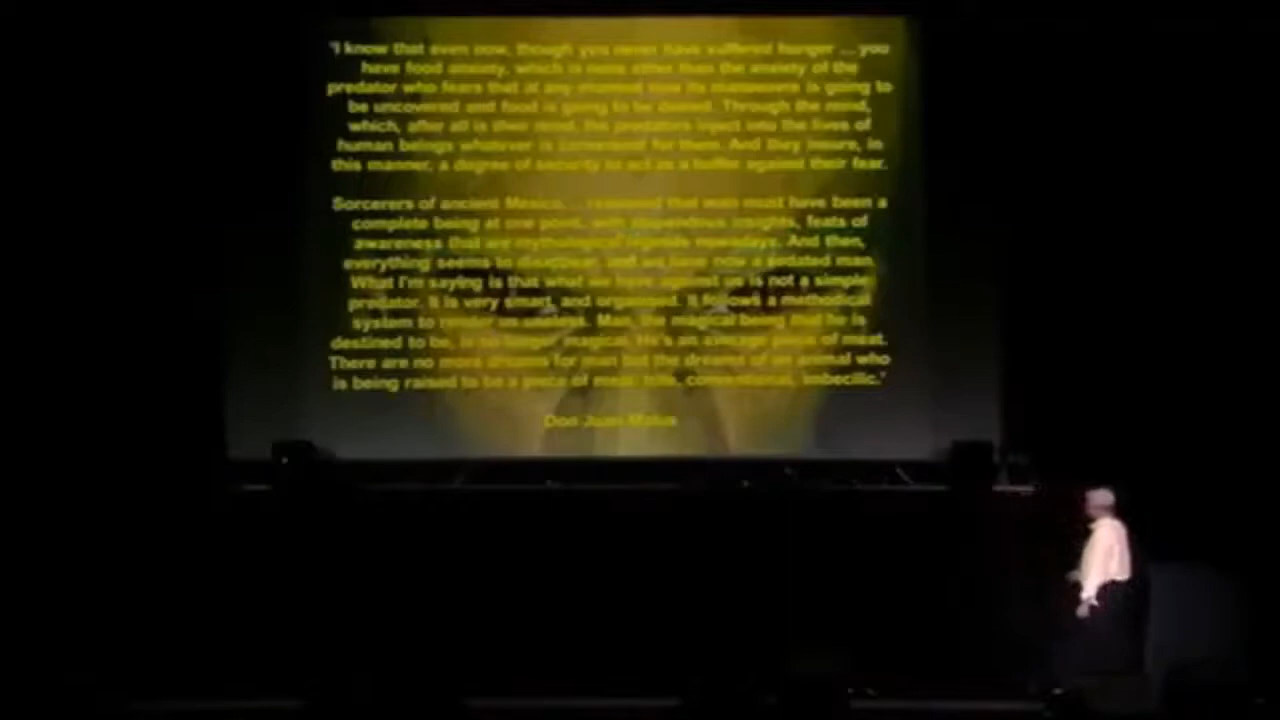 'I know that even now, though you never have suffered hunger ... you
have food anxiety, which is none other than the anxiety of the
predator who fears that at any moment now its maneuvre is going to
be uncovered and food is going to be denied. Through the mind,
which, after all is their mind, the predators inject into the lives of
human beings whatever is convenient for them. And they insure, in
this manner, a degree of security to act as a buffer against their fear.
Sorcerers of ancient Mexico ... reasoned that man must have been a
complete being at one point, with stupendous insights, feats of
awareness that are mythological legends nowadays. And then,
everything seems to disappear, and we have now a sedated man.
What I'm saying is that what we have against us is not a simple
predator. It is very smart, and organised. It follows a methodical
system to render us useless. Man, the magical being that he is
destined to be, is no longer magical. He's an average piece of meat.
There are no more dreams for man but the dreams of an animal who
is being raised to be a piece of meat: trite, conventional, imbecilic.'
Don Juan Matus